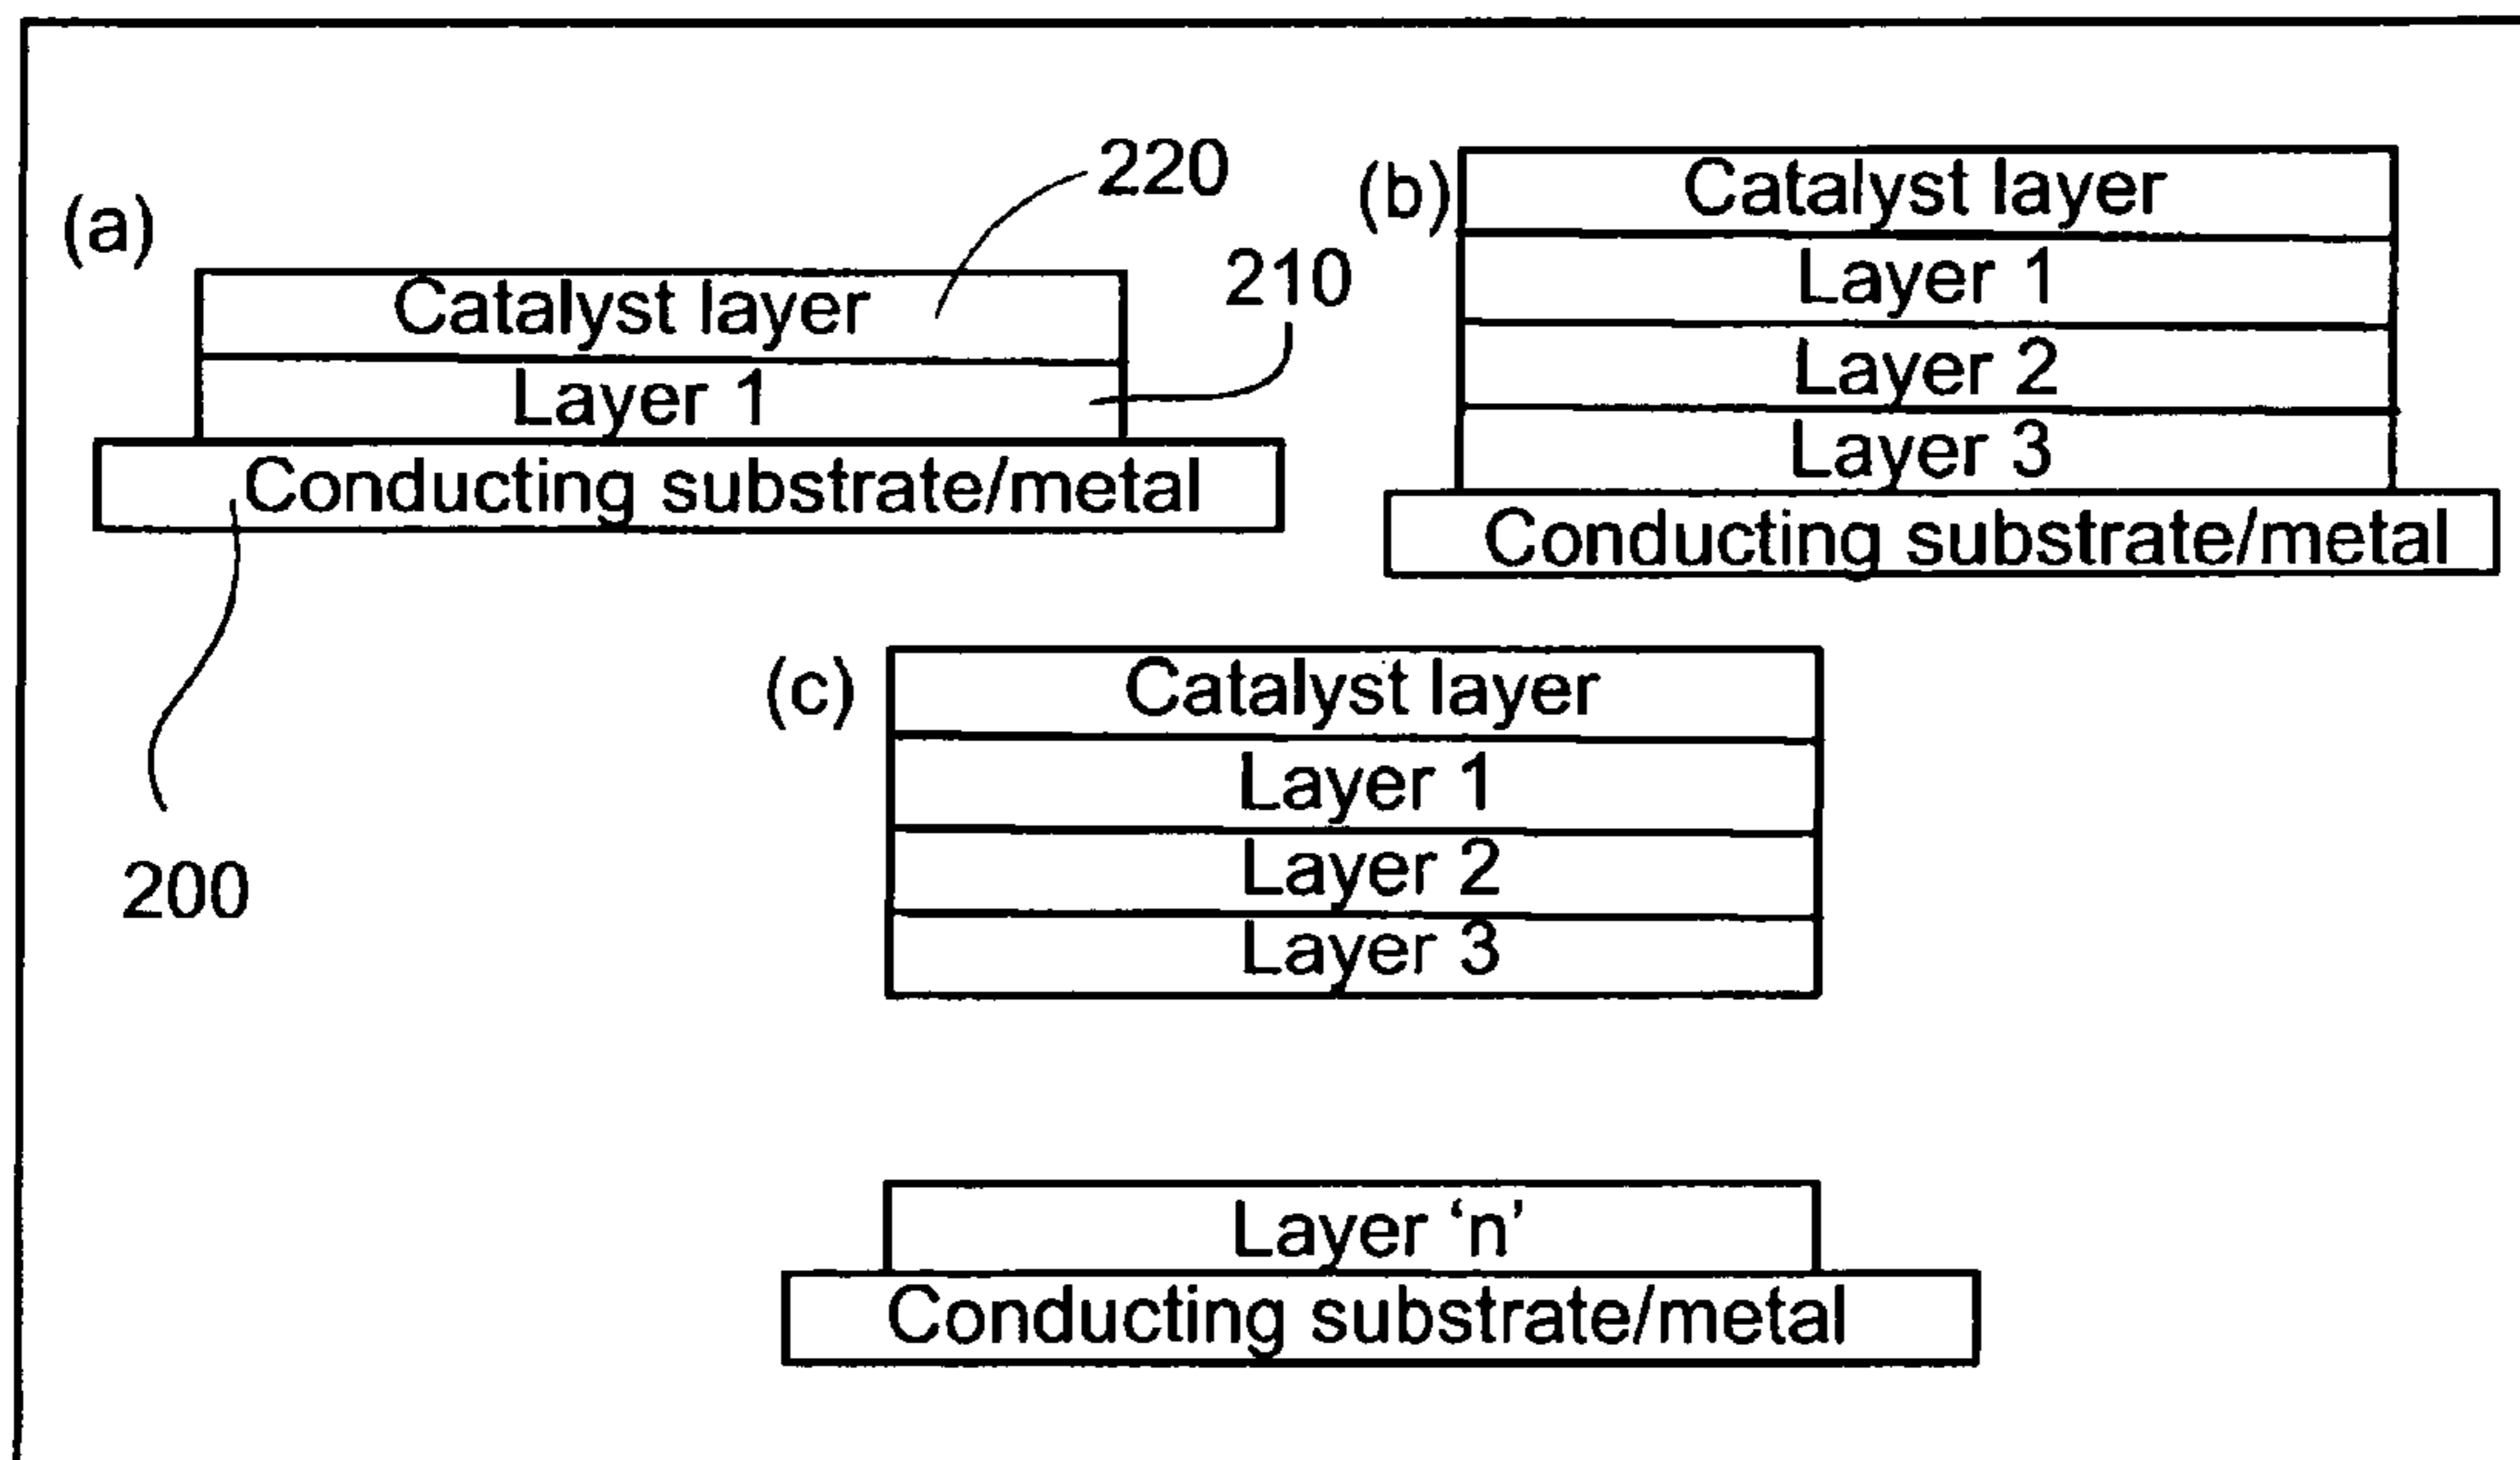 (a)
220
210
Catalyst layer
Layer 1
Conducting substrate/metal
200
(b)
Catalyst layer
Layer 1
Layer 2
Layer 3
Conducting substrate/metal
(c)
Catalyst layer
Layer 1
Layer 2
Layer 3
Layer ‘n’
Conducting substrate/metal